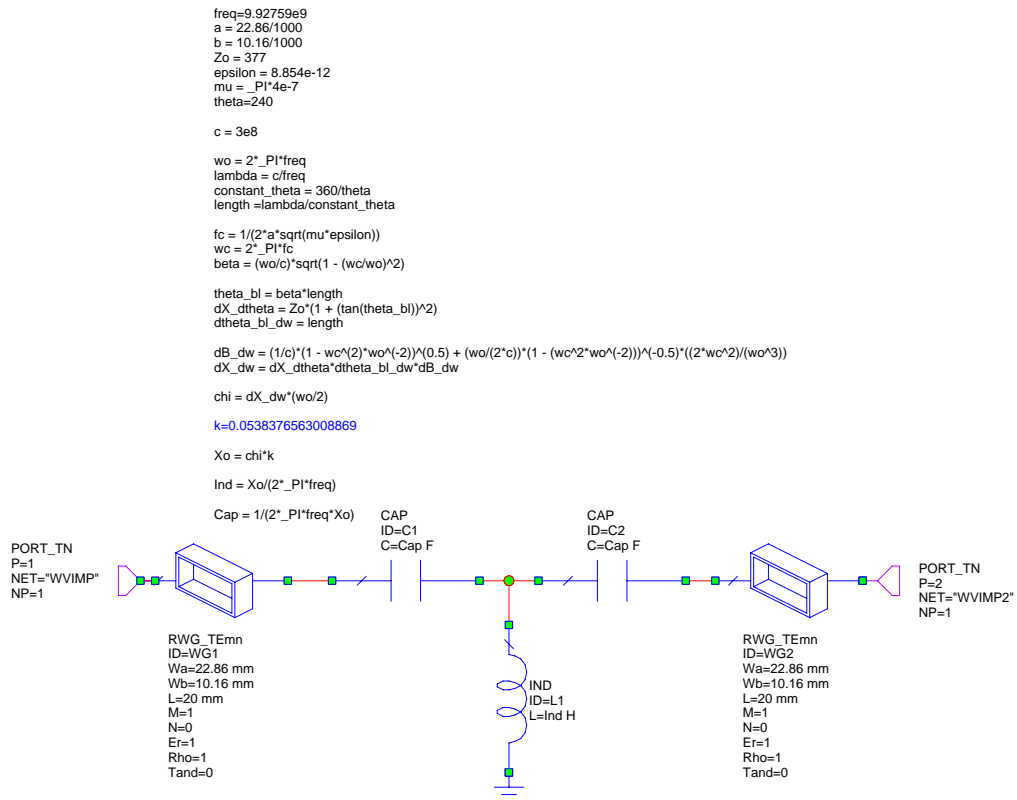 freq=9.92759e9
a = 22.86/1000
b = 10.16/1000
Zo = 377
epsilon = 8.854e-12
mu = _PI*4e-7
theta=240
c = 3e8
wo = 2*_PI*freq
lambda = c/freq
constant_theta = 360/theta
length =lambda/constant_theta
fc = 1/(2*a*sqrt(mu*epsilon))
wc = 2*_PI*fc
beta = (wo/c)*sqrt(1 - (wc/wo)^2)
theta_bl = beta*length
dX_dtheta = Zo*(1 + (tan(theta_bl))^2)
dtheta_bl_dw = length
dB_dw = (1/c)*(1 - wc^(2)*wo^(-2))^(0.5) + (wo/(2*c))*(1 - (wc^2*wo^(-2)))^(-0.5)*((2*wc^2)/(wo^3))
dX_dw = dX_dtheta*dtheta_bl_dw*dB_dw
chi = dX_dw*(wo/2)
k=0.0538376563008869
Xo = chi*k
Ind = Xo/(2*_PI*freq)
Cap = 1/(2*_PI*freq*Xo)
CAP
ID=C1
C=Cap F
CAP
ID=C2
C=Cap F
PORT_TN
P=1
NET="WVIMP"
NP=1
PORT_TN
P=2
NET="WVIMP2"
NP=1
RWG_TEmn
ID=WG1
Wa=22.86 mm
Wb=10.16 mm
L=20 mm
M=1
N=0
Er=1
Rho=1
Tand=0
IND
ID=L1
L=Ind H
RWG_TEmn
ID=WG2
Wa=22.86 mm
Wb=10.16 mm
L=20 mm
M=1
N=0
Er=1
Rho=1
Tand=0